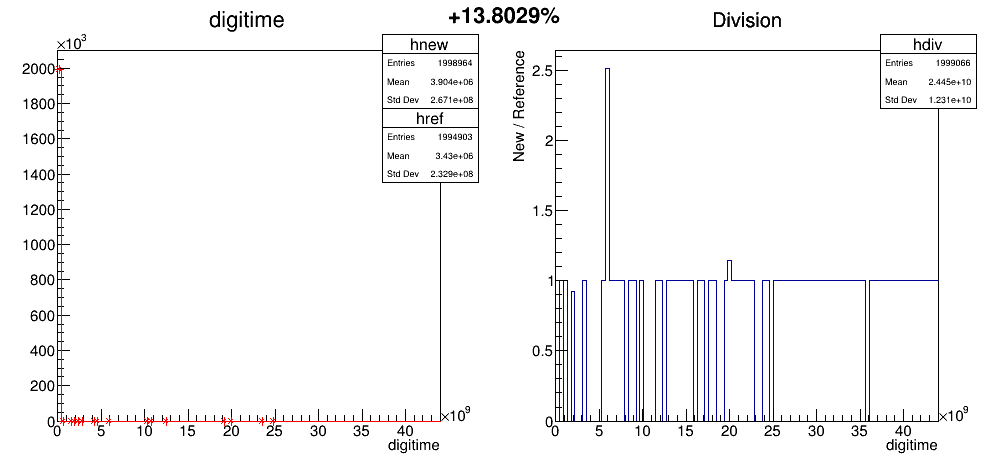 digitime
+13.8029%
Division
×10³
hnew
Entries 1998964
Mean 3.904e+06
Std Dev 2.671e+08
href
Entries 1994903
Mean 3.43e+06
Std Dev 2.329e+08
2000
1800
1600
1400
1200
1000
800
600
400
200
0
0 5 10 15 20 25 30 35 40
×10⁹
digitime
hdiv
Entries 1999066
Mean 2.445e+10
Std Dev 1.231e+10
New / Reference
2.5
2
1.5
1
0.5
0
0 5 10 15 20 25 30 35 40
×10⁹
digitime